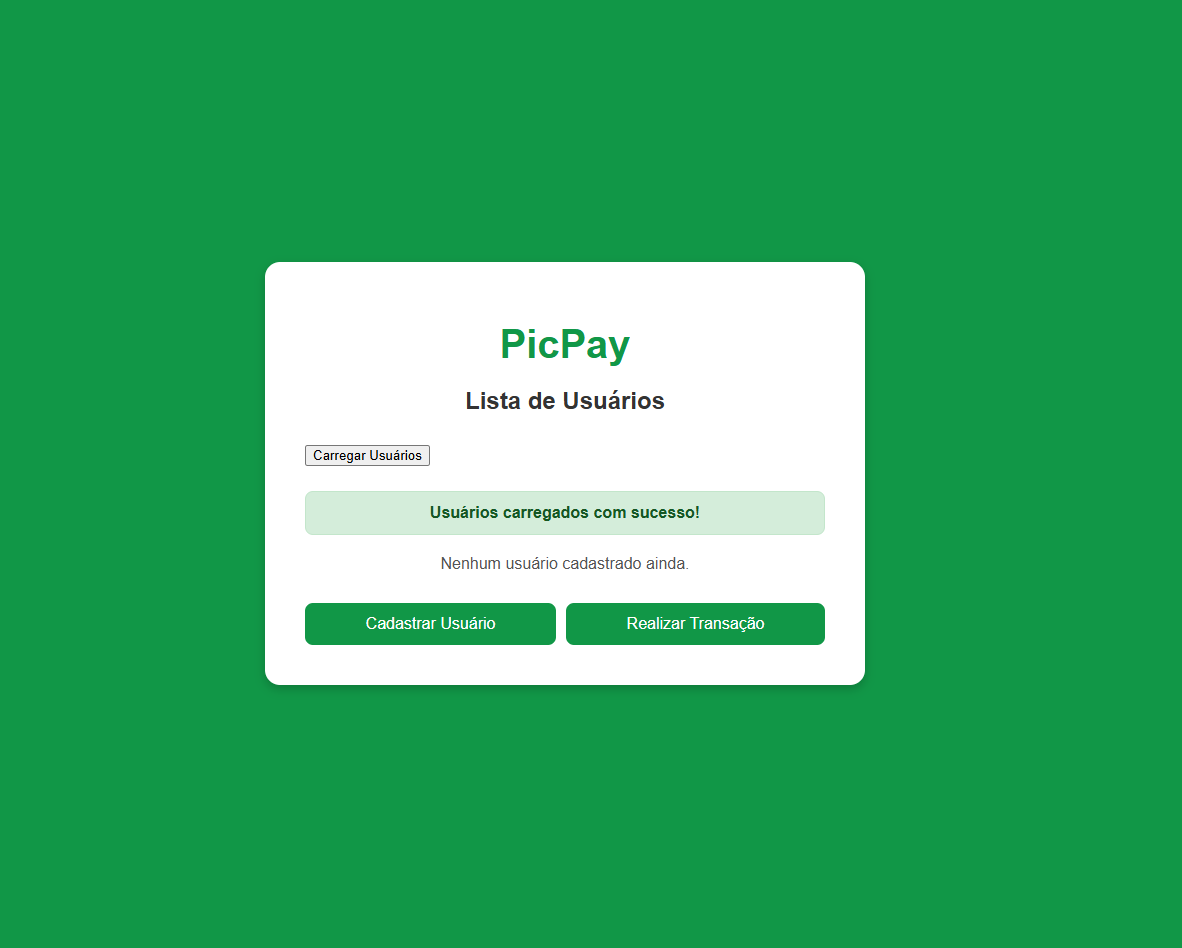 PicPay
Lista de Usuários
Carregar Usuários
Usuários carregados com sucesso!
Nenhum usuário cadastrado ainda.
Cadastrar Usuário
Realizar Transação